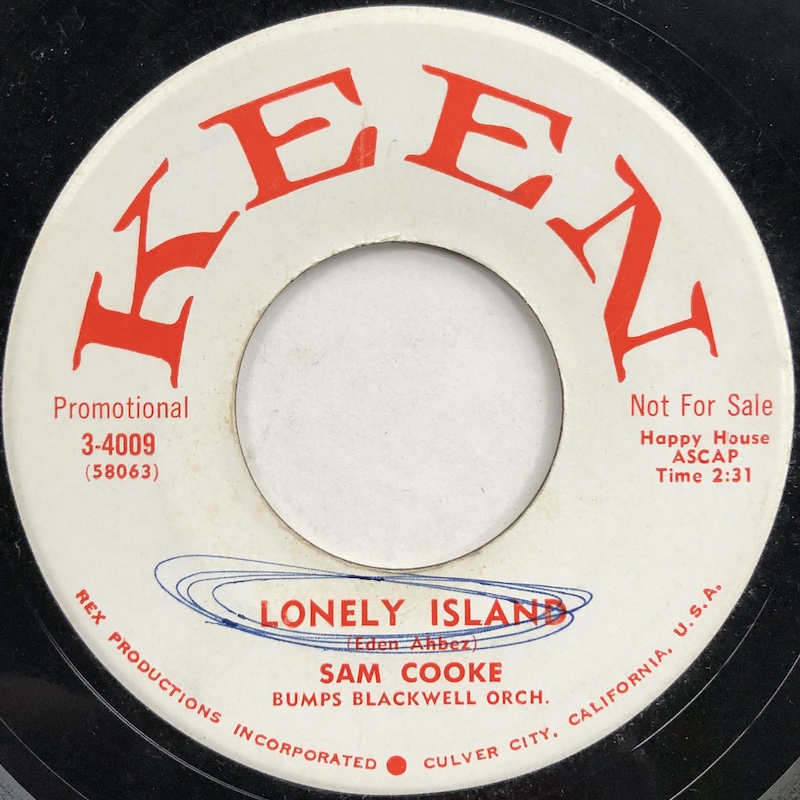 KEEN
Promotional
3-4009
(58063)
Not For Sale
Happy House
ASCAP
Time 2:31
LONELY ISLAND
(Eden Ahbez)
SAM COOKE
BUMPS BLACKWELL ORCH.
REX PRODUCTIONS INCORPORATED ● CULVER CITY, CALIFORNIA, U.S.A.